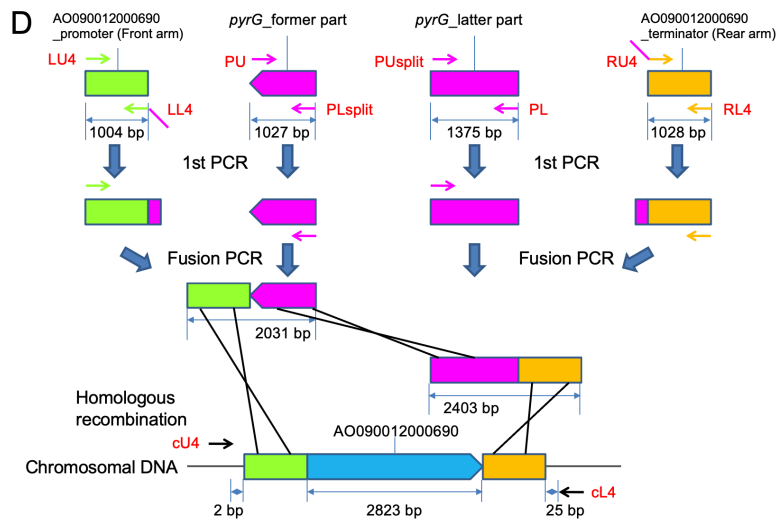 D
AO090012000690
_promoter (Front arm)
pyrG_former part
pyrG_latter part
AO090012000690
_terminator (Rear arm)
LU4
PU
PUsplit
RU4
LL4
PLsplit
PL
RL4
1004 bp
1027 bp
1375 bp
1028 bp
1st PCR
1st PCR
Fusion PCR
Fusion PCR
2031 bp
2403 bp
Homologous
recombination
AO090012000690
cU4
Chromosomal DNA
cL4
2 bp
2823 bp
25 bp